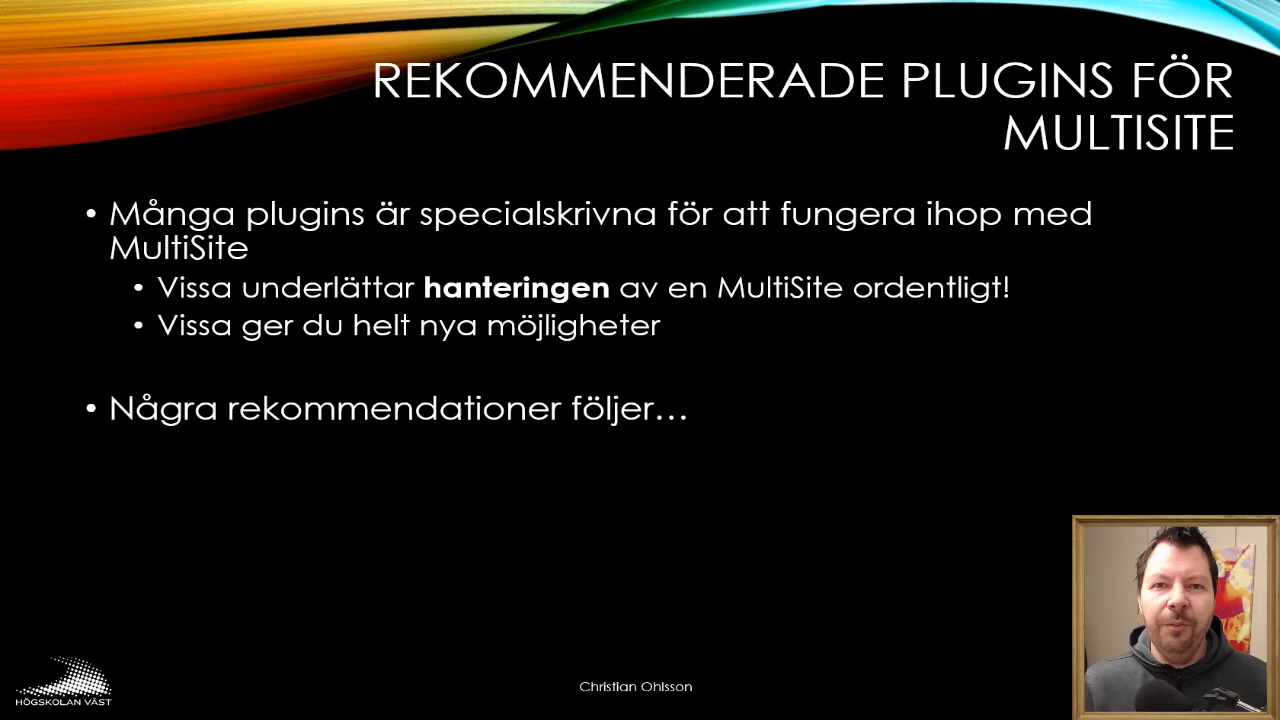 REKOMMENDERADE PLUGINS FÖR
MULTISITE
• Många plugins är specialskrivna för att fungera ihop med
MultiSite
• Vissa underlättar hanteringen av en MultiSite ordentligt!
• Vissa ger du helt nya möjligheter
• Några rekommendationer följer…
HÖGSKOLAN VÄST
Christian Ohlsson